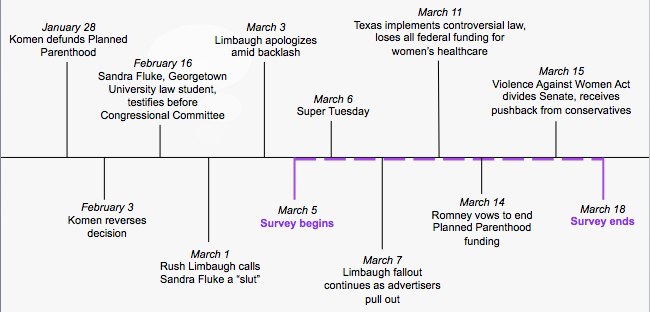 January 28
Komen defunds Planned
Parenthood
February 16
Sandra Fluke, Georgetown
University law student,
testifies before
Congressional Committee
March 3
Limbaugh apologizes
amid backlash
March 6
Super Tuesday
March 11
Texas implements controversial law,
loses all federal funding for
women's healthcare
March 15
Violence Against Women Act
divides Senate, receives
pushback from conservatives
February 3
Komen reverses
decision
March 1
Rush Limbaugh calls
Sandra Fluke a “slut”
March 5
Survey begins
March 7
Limbaugh fallout
continues as advertisers
pull out
March 14
Romney vows to end
Planned Parenthood
funding
March 18
Survey ends